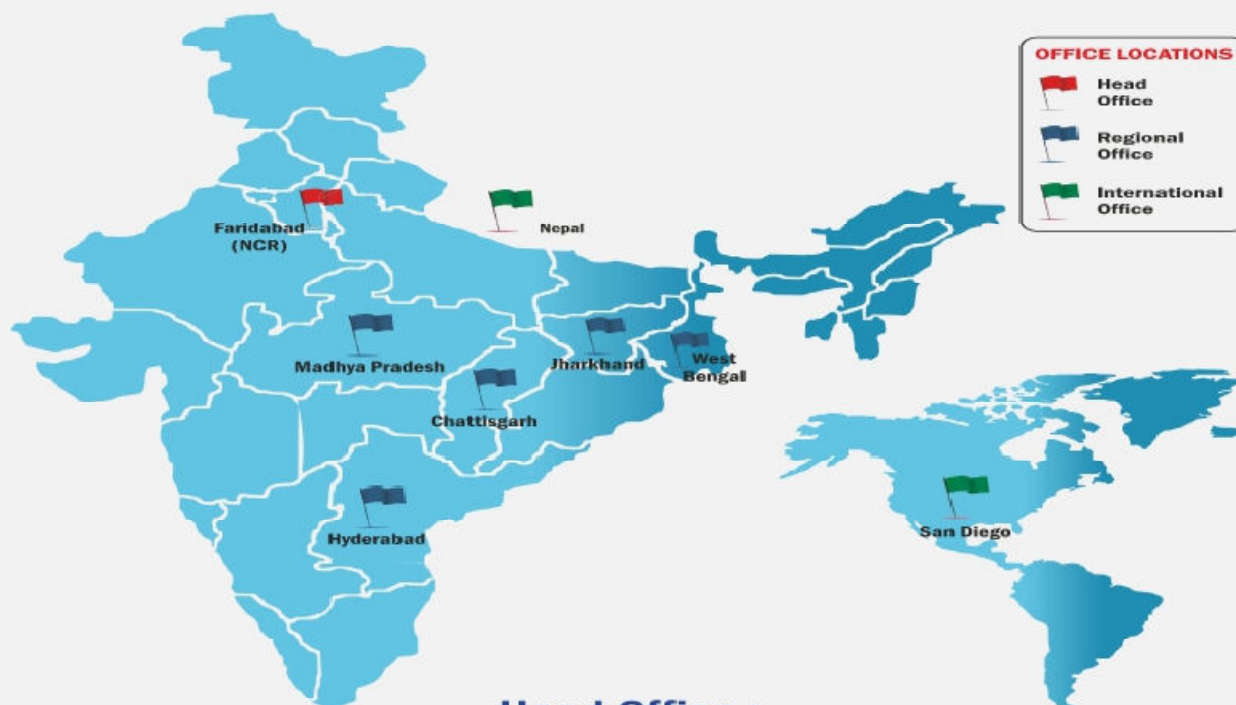 OFFICE LOCATIONS
Head
Office
Regional
Office
International
Office
Faridabad
(NCR)
Nepal
Madhya Pradesh
Jharkhand
West
Bengal
Chattisgarh
Hyderabad
San Diego